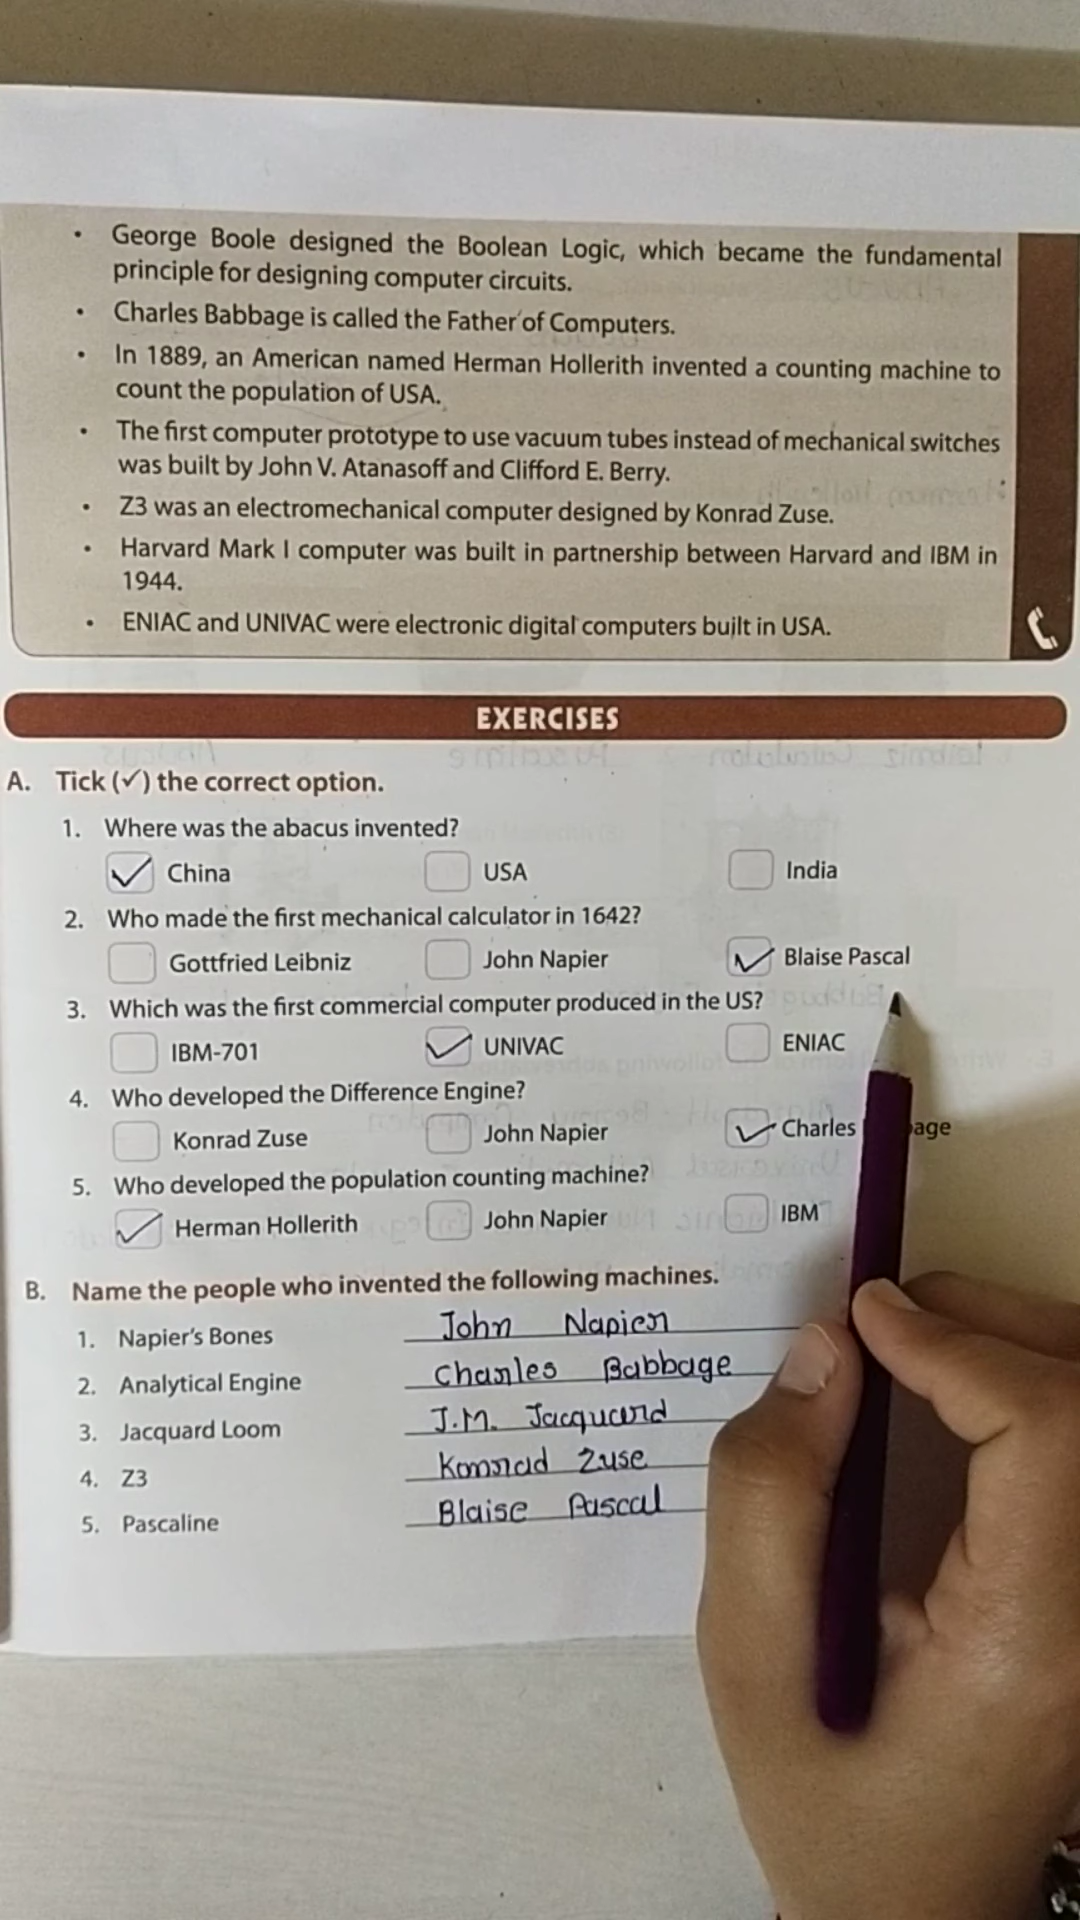 • George Boole designed the Boolean Logic, which became the fundamental
principle for designing computer circuits.
• Charles Babbage is called the Father of Computers.
• In 1889, an American named Herman Hollerith invented a counting machine to
count the population of USA.
• The first computer prototype to use vacuum tubes instead of mechanical switches
was built by John V. Atanasoff and Clifford E. Berry.
• Z3 was an electromechanical computer designed by Konrad Zuse.
• Harvard Mark I computer was built in partnership between Harvard and IBM in
1944.
• ENIAC and UNIVAC were electronic digital computers built in USA.
EXERCISES
A. Tick (✓) the correct option.
1. Where was the abacus invented?
✓ China USA India
2. Who made the first mechanical calculator in 1642?
Gottfried Leibniz John Napier ✓ Blaise Pascal
3. Which was the first commercial computer produced in the US?
IBM-701 ✓ UNIVAC ENIAC
4. Who developed the Difference Engine?
Konrad Zuse John Napier ✓ Charles age
5. Who developed the population counting machine?
✓ Herman Hollerith John Napier IBM
B. Name the people who invented the following machines.
1. Napier's Bones John Napier
2. Analytical Engine Charles Babbage
3. Jacquard Loom J.M. Jacquard
4. Z3 Konrad Zuse
5. Pascaline Blaise Pascal